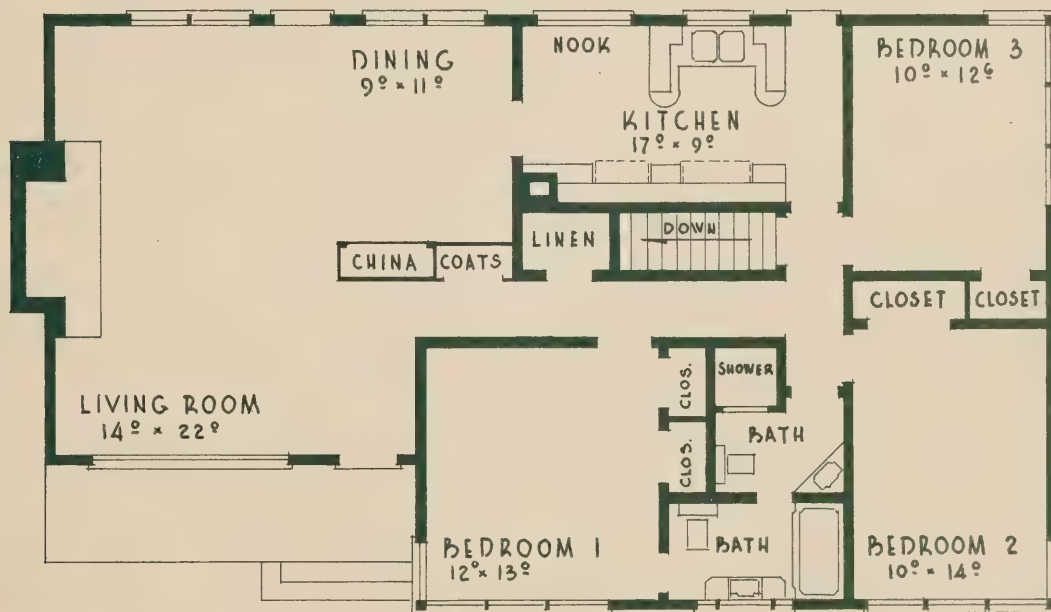 DINING
9⁰ × 11⁰
NOOK
KITCHEN
17⁰ × 9⁰
BEDROOM 3
10⁰ × 12⁶
LINEN
DOWN
CHINA
COATS
CLOSET
CLOSET
LIVING ROOM
14⁰ × 22⁰
CLOS.
SHOWER
CLOS.
BATH
BEDROOM 1
12⁰ × 13⁰
BATH
BEDROOM 2
10⁰ × 14⁰